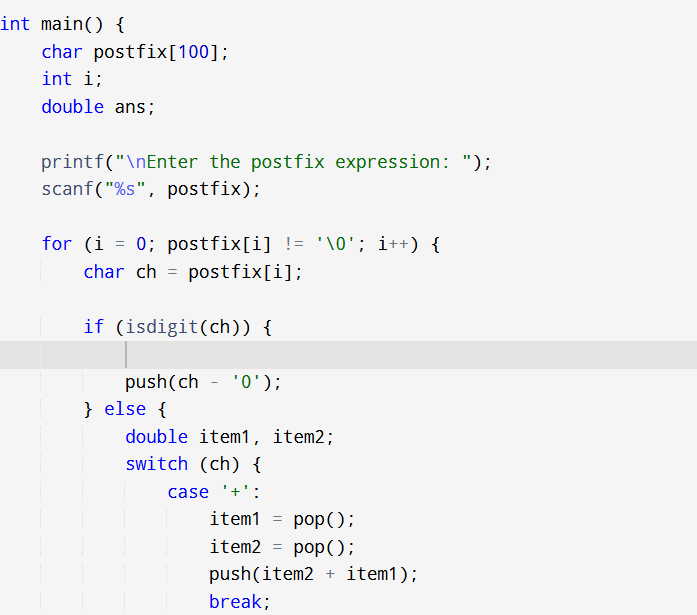 int main() {
char postfix[100];
int i;
double ans;
printf("\nEnter the postfix expression: ");
scanf("%s", postfix);
for (i = 0; postfix[i] != '\0'; i++) {
char ch = postfix[i];
if (isdigit(ch)) {
push(ch - '0');
} else {
double item1, item2;
switch (ch) {
case '+':
item1 = pop();
item2 = pop();
push(item2 + item1);
break;